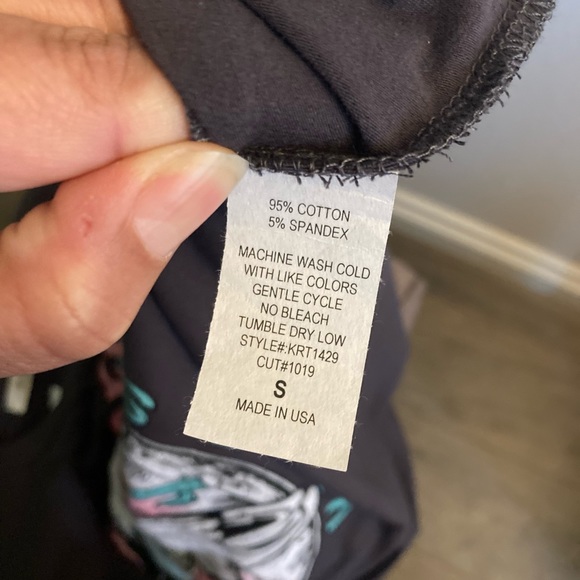 95% COTTON
5% SPANDEX
MACHINE WASH COLD
WITH LIKE COLORS
GENTLE CYCLE
NO BLEACH
TUMBLE DRY LOW
STYLE#:KRT1429
CUT#1019
S
MADE IN USA